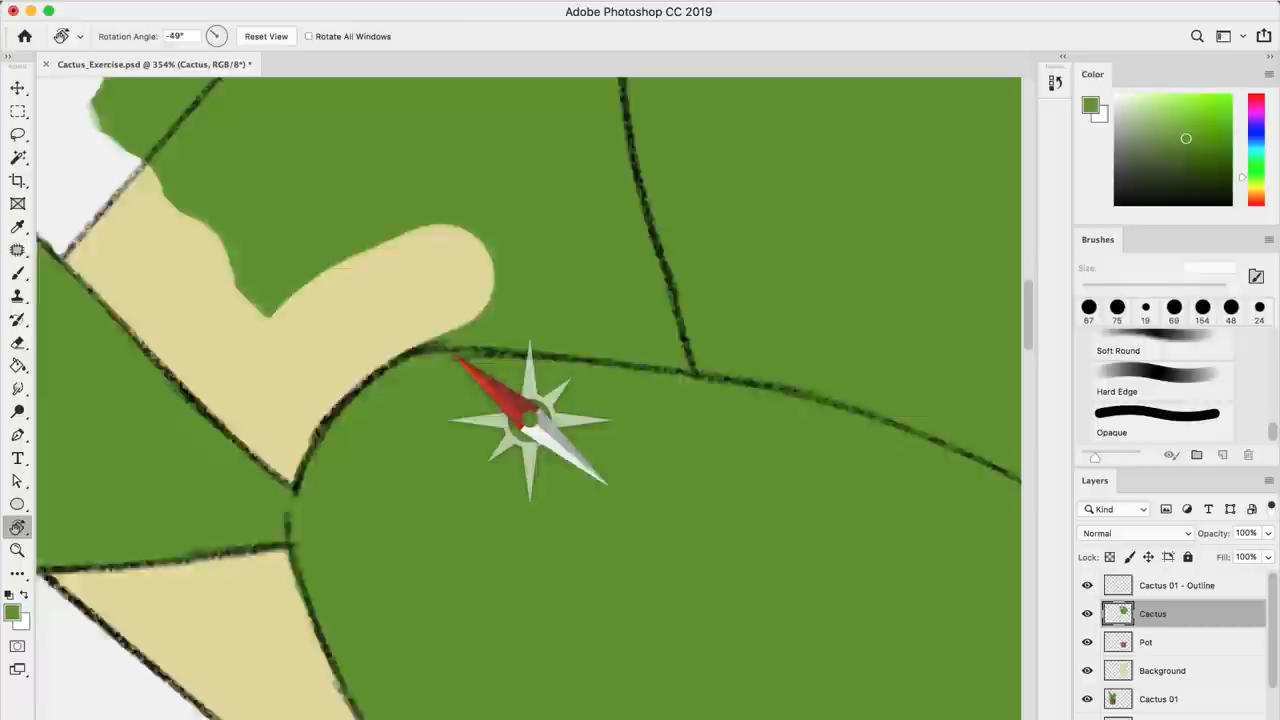 Adobe Photoshop CC 2019
Rotation Angle: -49° Reset View Rotate All Windows
Cactus_Exercise.psd @ 354% (Cactus, RGB/8*) *
Color
Brushes
Size:
67 75 19 69 154 48 24
Soft Round
Hard Edge
Opaque
Layers
Kind
Normal Opacity: 100%
Lock: Fill: 100%
Cactus 01 - Outline
Cactus
Pot
Background
Cactus 01